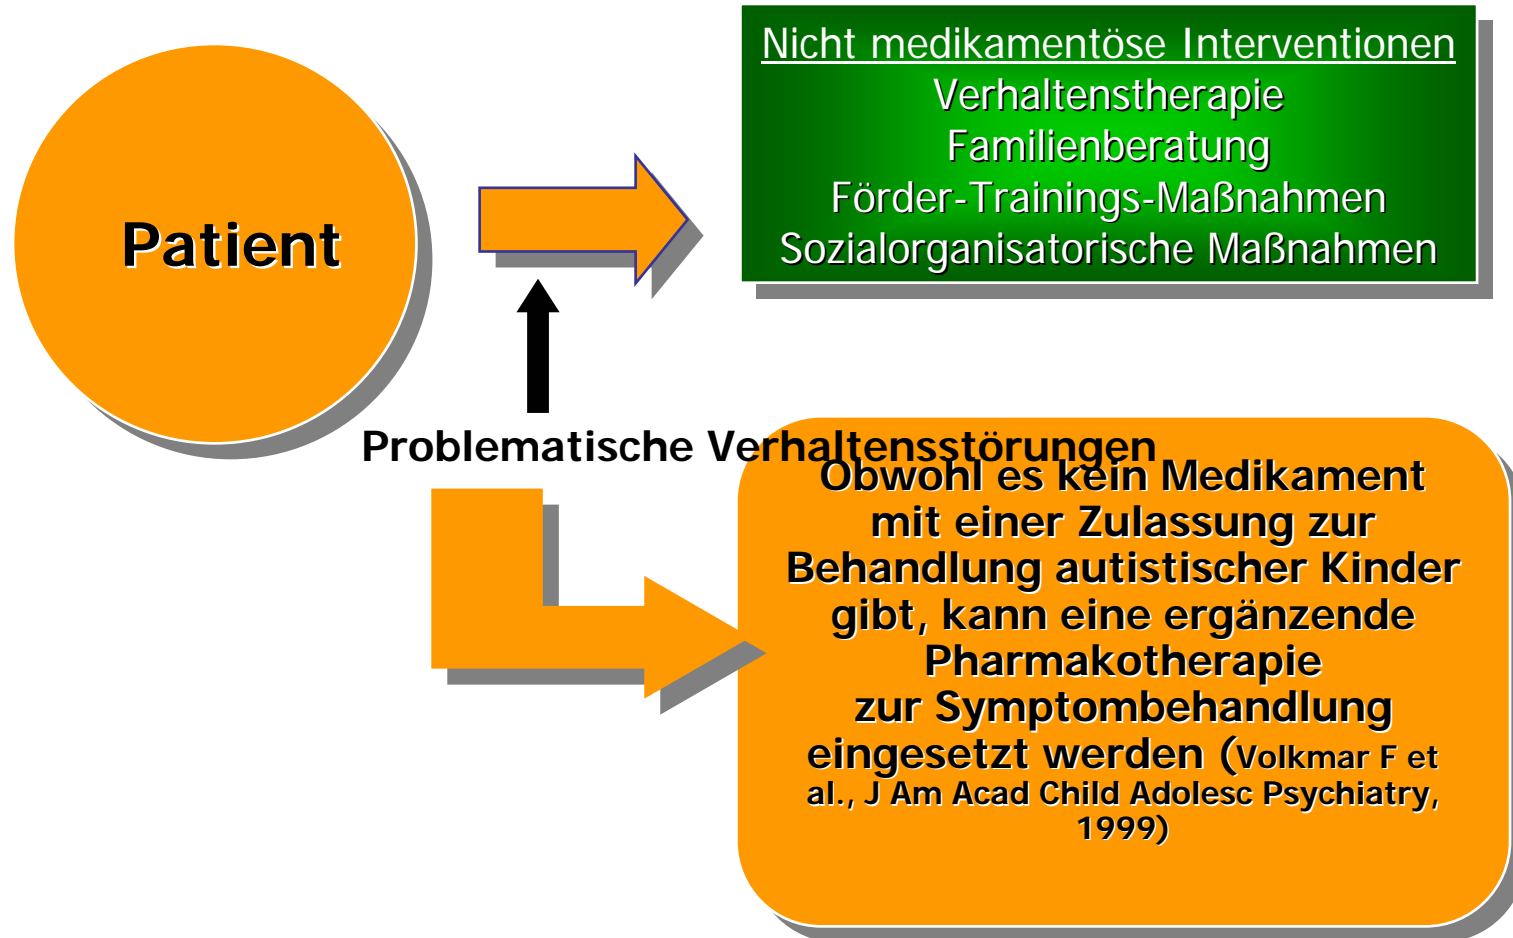 Nicht medikamentöse Interventionen
Verhaltenstherapie
Familienberatung
Förder-Trainings-Maßnahmen
Sozialorganisatorische Maßnahmen
Patient
Problematische Verhaltensstörungen
Obwohl es kein Medikament
mit einer Zulassung zur
Behandlung autistischer Kinder
gibt, kann eine ergänzende
Pharmakotherapie
zur Symptombehandlung
eingesetzt werden (Volkmar F et
al., J Am Acad Child Adolesc Psychiatry,
1999)